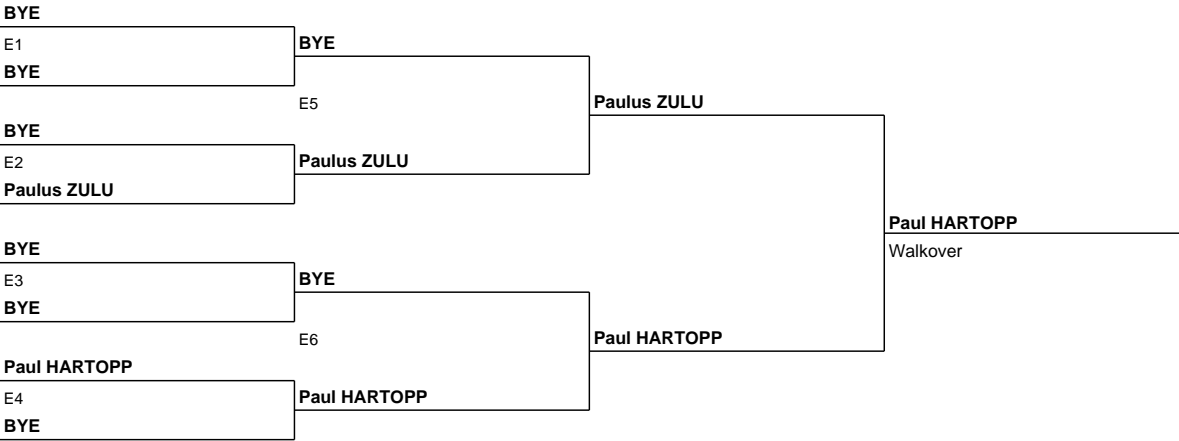 BYE
E1
BYE
BYE
E5
Paulus ZULU
BYE
E2
Paulus ZULU
Paulus ZULU
Paul HARTOPP
Walkover
BYE
E3
BYE
BYE
E6
Paul HARTOPP
Paul HARTOPP
E4
Paul HARTOPP
BYE